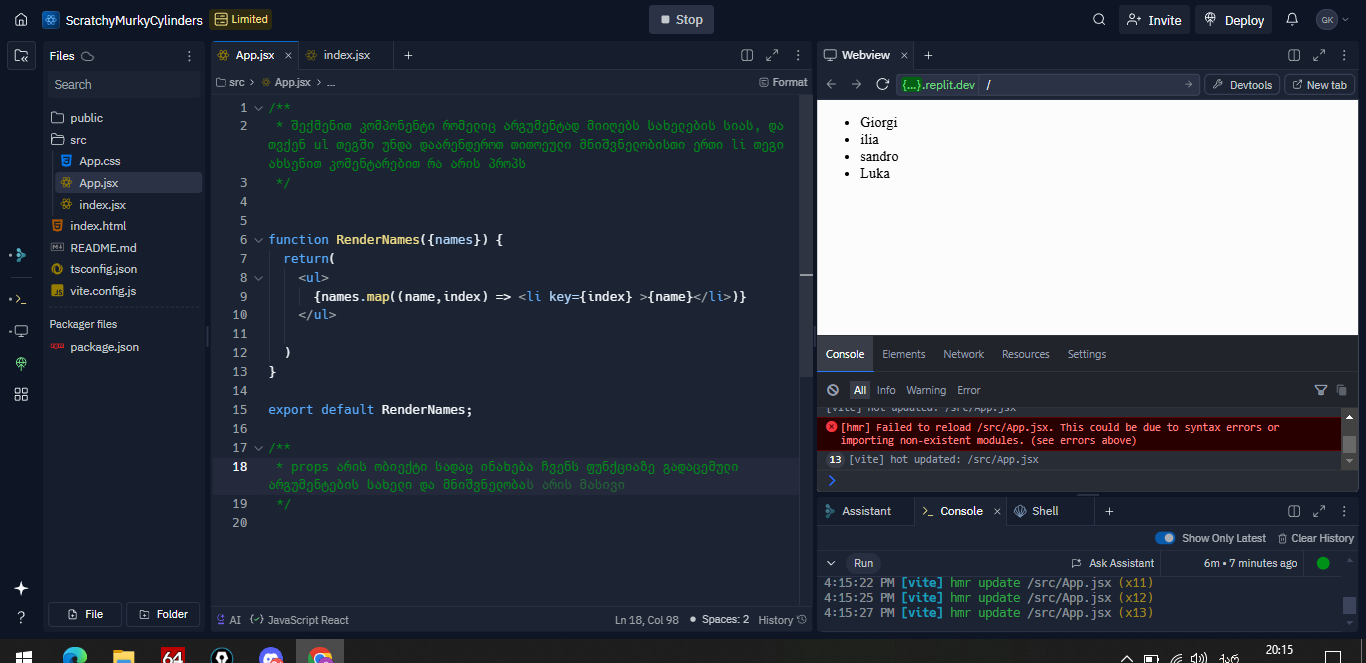 ScratchyMurkyCylinders Limited Stop Invite Deploy GK
Files App.jsx index.jsx Webview
src App.jsx ... Format {...}.replit.dev / Devtools New tab
Search
public
src
App.css
App.jsx
index.jsx
index.html
README.md
tsconfig.json
vite.config.js
Packager files
package.json
File Folder
1 /**
2 * შექმენით კომპონენტი რომელიც არგუმენტად მიიღებს სახელების სიას, და
თვქენ ul თეგში უნდა დაარენდეროთ თითოეული მნიშვნელობისთი ერთი li თეგი
ახსენით კომენტარებით რა არის პროპს
3 */
4
5
6 function RenderNames({names}) {
7 return(
8 <ul>
9 {names.map((name,index) => <li key={index} >{name}</li>)}
10 </ul>
11
12 )
13 }
14
15 export default RenderNames;
16
17 /**
18 * props არის ობიექტი სადაც ინახება ჩვენს ფუნქციაზე გადაცემული
არგუმენტების სახელი და მნიშვნელობას არის მასივი
19 */
20
AI JavaScript React Ln 18, Col 98 Spaces: 2 History
Giorgi
ilia
sandro
Luka
Console Elements Network Resources Settings
All Info Warning Error
[vite] hot updated: /src/App.jsx
[hmr] Failed to reload /src/App.jsx. This could be due to syntax errors or
importing non-existent modules. (see errors above)
13 [vite] hot updated: /src/App.jsx
Assistant Console Shell
Show Only Latest Clear History
Run Ask Assistant 6m • 7 minutes ago
4:15:22 PM [vite] hmr update /src/App.jsx (x11)
4:15:25 PM [vite] hmr update /src/App.jsx (x12)
4:15:27 PM [vite] hmr update /src/App.jsx (x13)
64 20:15